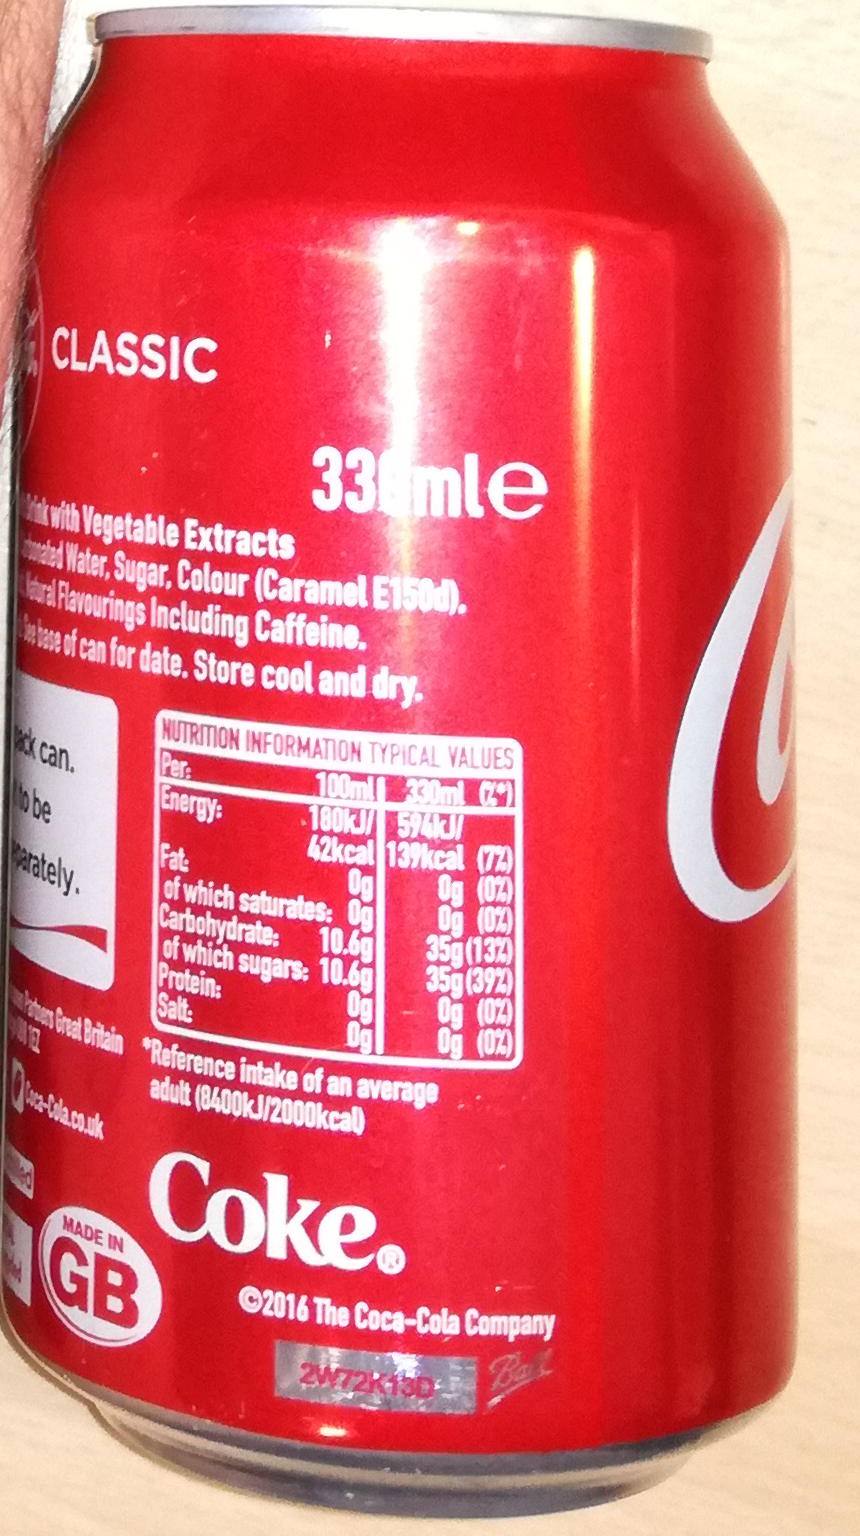 CLASSIC
330mle
Drink with Vegetable Extracts
Carbonated Water, Sugar, Colour (Caramel E150d),
Natural Flavourings Including Caffeine.
See base of can for date. Store cool and dry.
can.
to be
NUTRITION INFORMATION TYPICAL VALUES
Per: 100ml 330ml (%*)
Energy: 180kJ/ 594kJ/
42kcal 139kcal (7%)
Fat: 0g 0g (0%)
of which saturates: 0g 0g (0%)
Carbohydrate: 10.6g 35g (13%)
of which sugars: 10.6g 35g (39%)
Protein: 0g 0g (0%)
Salt: 0g 0g (0%)
*Reference intake of an average
adult (8400kJ/2000kcal)
Partners Great Britain
1EZ
Coca-Cola.co.uk
Coke®
MADE IN
GB
©2016 The Coca-Cola Company
2W72K13D
Ball